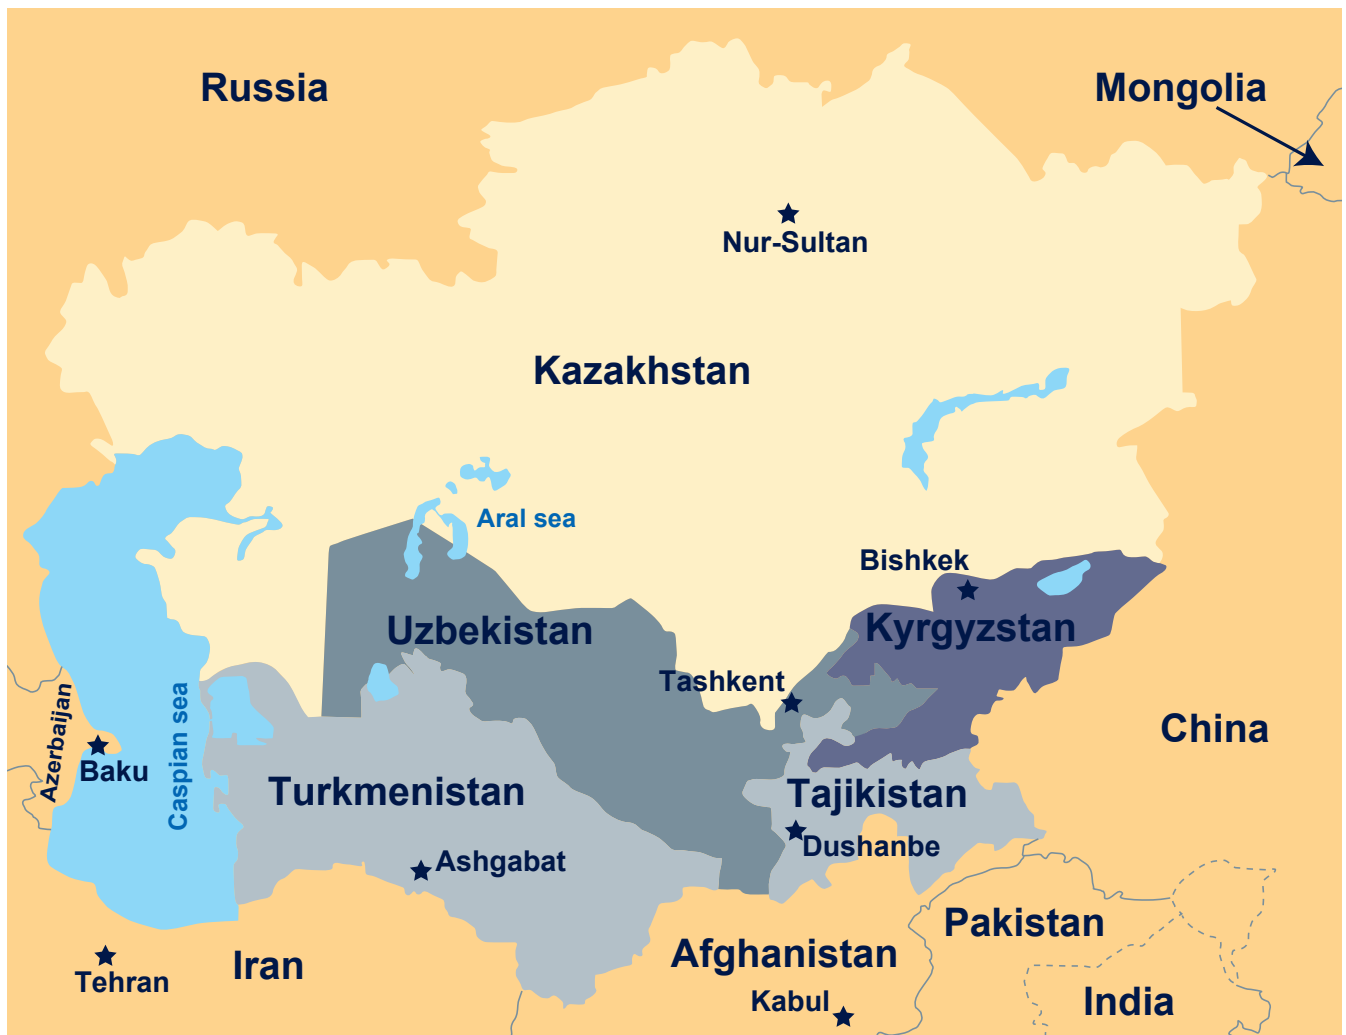 Russia
Mongolia
Nur-Sultan
Kazakhstan
Aral sea
Bishkek
Uzbekistan
Kyrgyzstan
Tashkent
Azerbaijan
Caspian sea
China
Baku
Turkmenistan
Tajikistan
Ashgabat
Dushanbe
Pakistan
Afghanistan
Iran
Tehran
Kabul
India